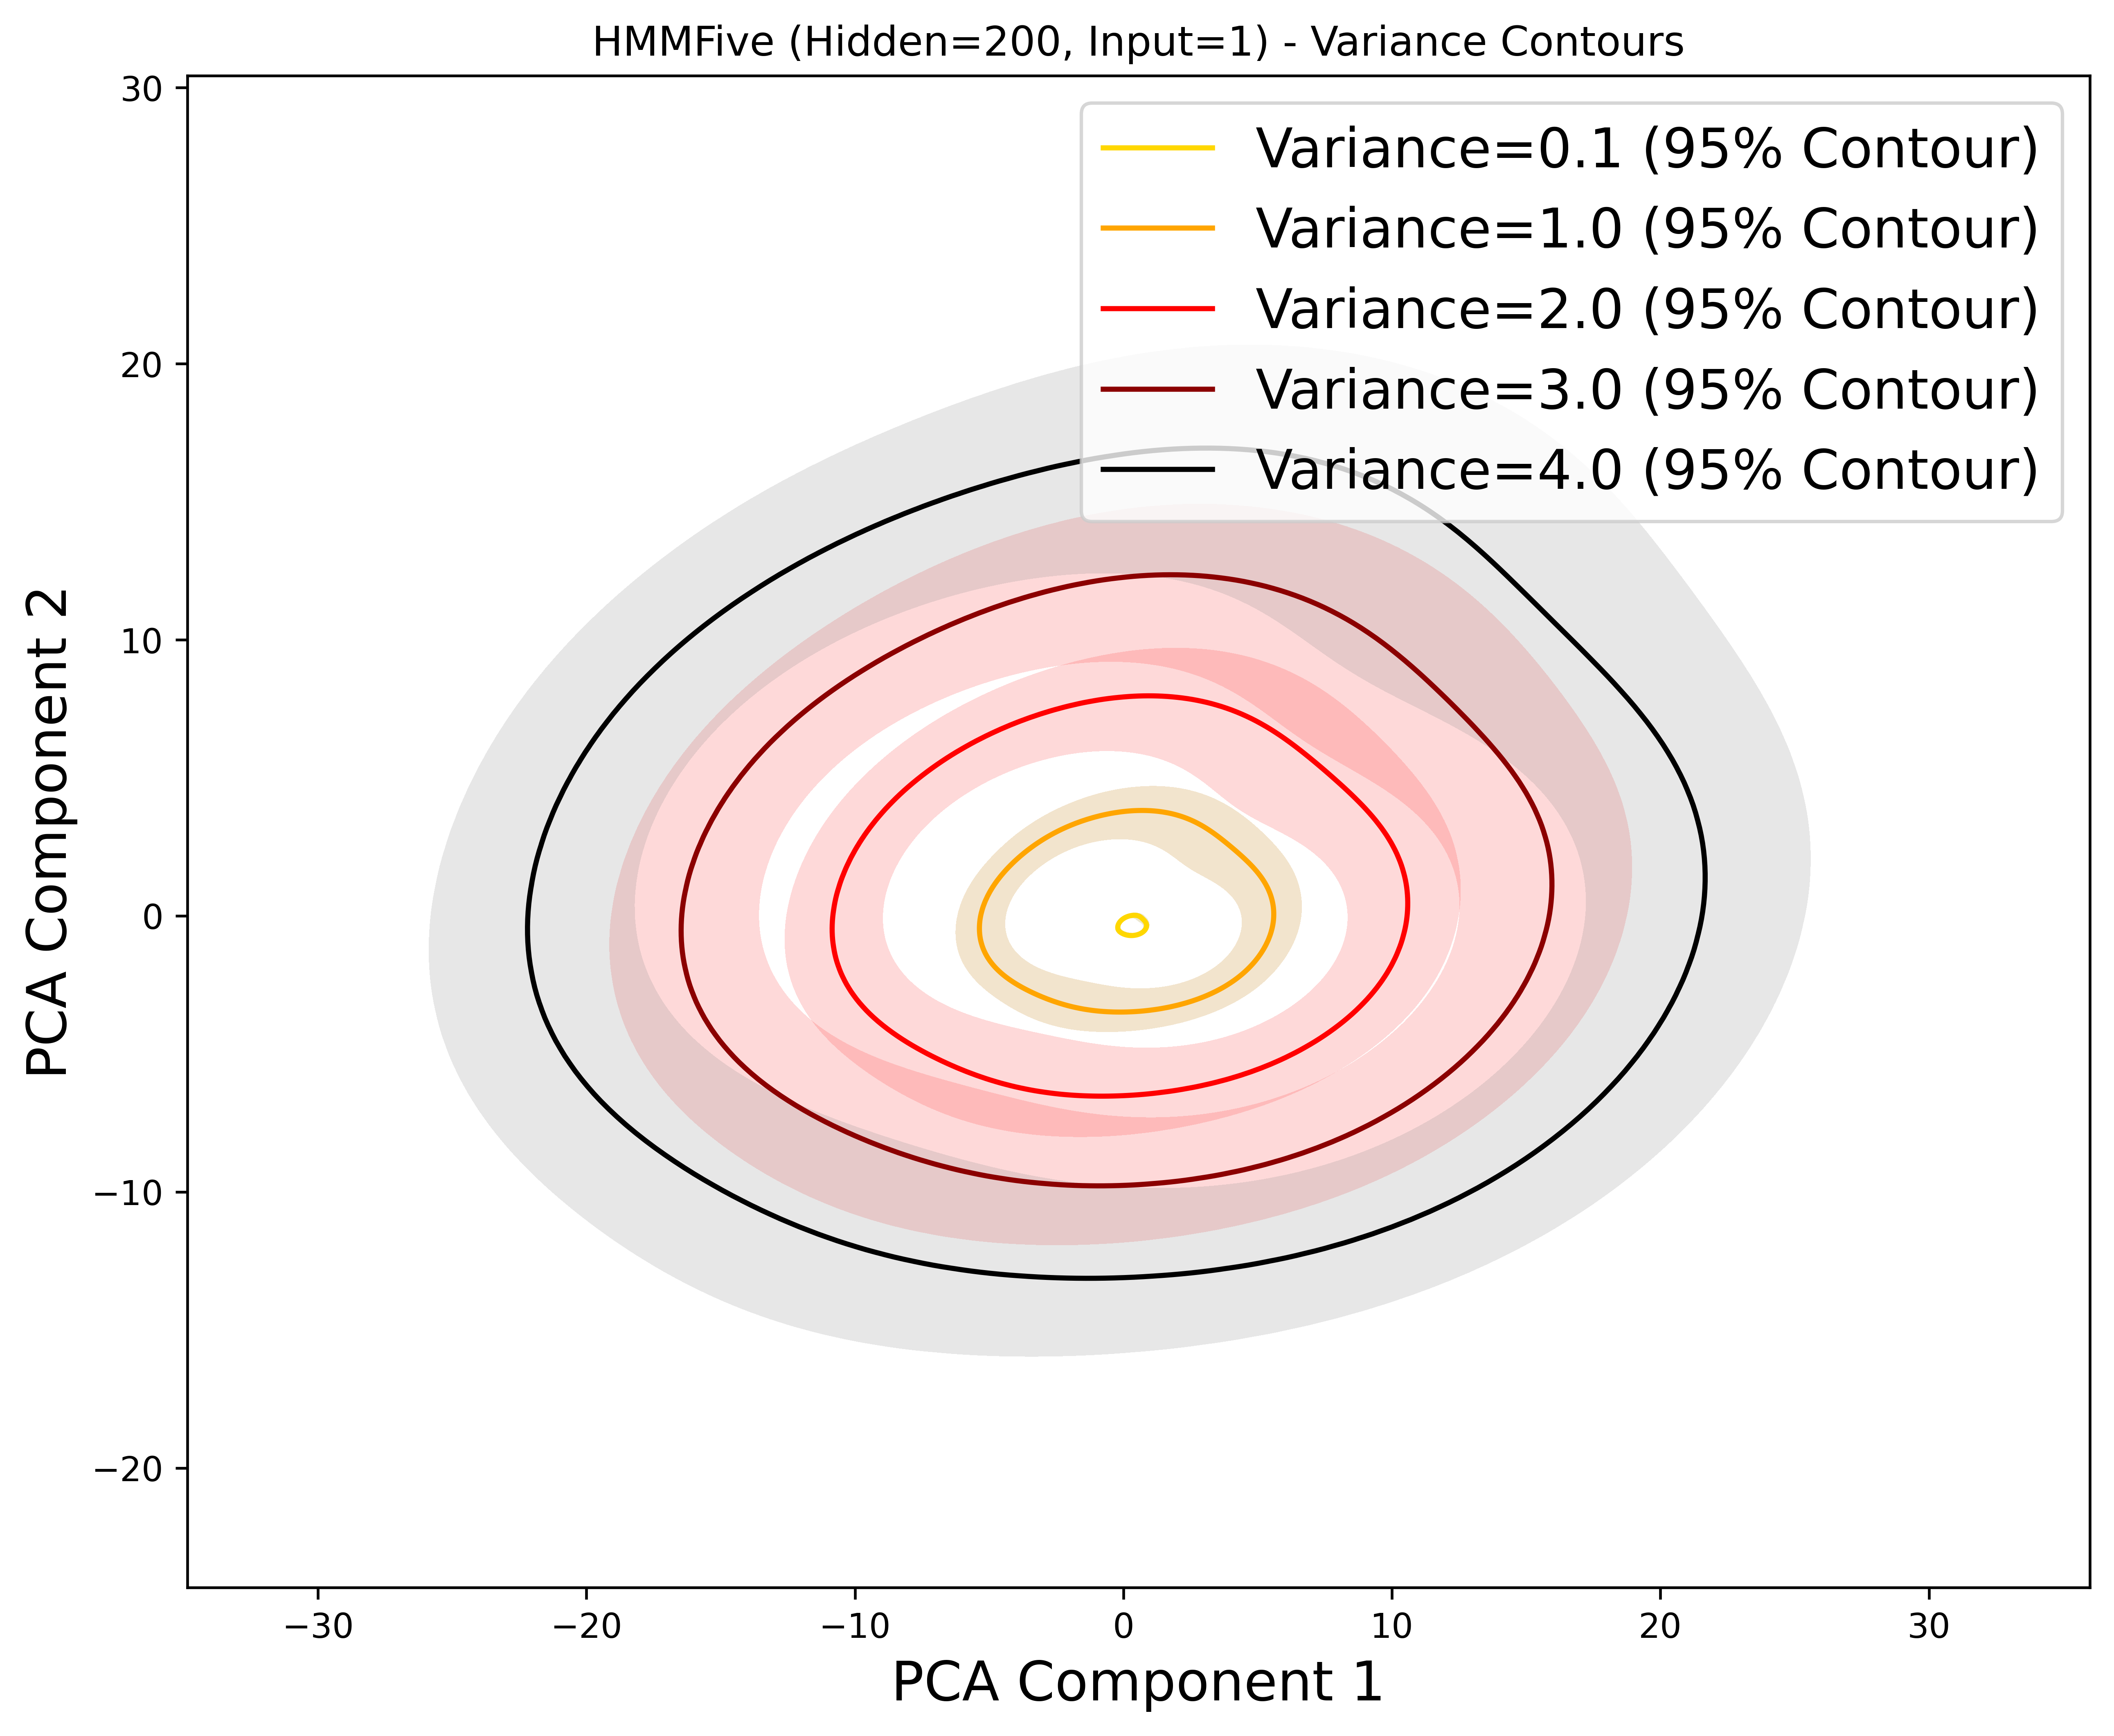 HMMFive (Hidden=200, Input=1) - Variance Contours
30
20
10
0
−10
−20
PCA Component 2
Variance=0.1 (95% Contour)
Variance=1.0 (95% Contour)
Variance=2.0 (95% Contour)
Variance=3.0 (95% Contour)
Variance=4.0 (95% Contour)
−30
−20
−10
0
10
20
30
PCA Component 1